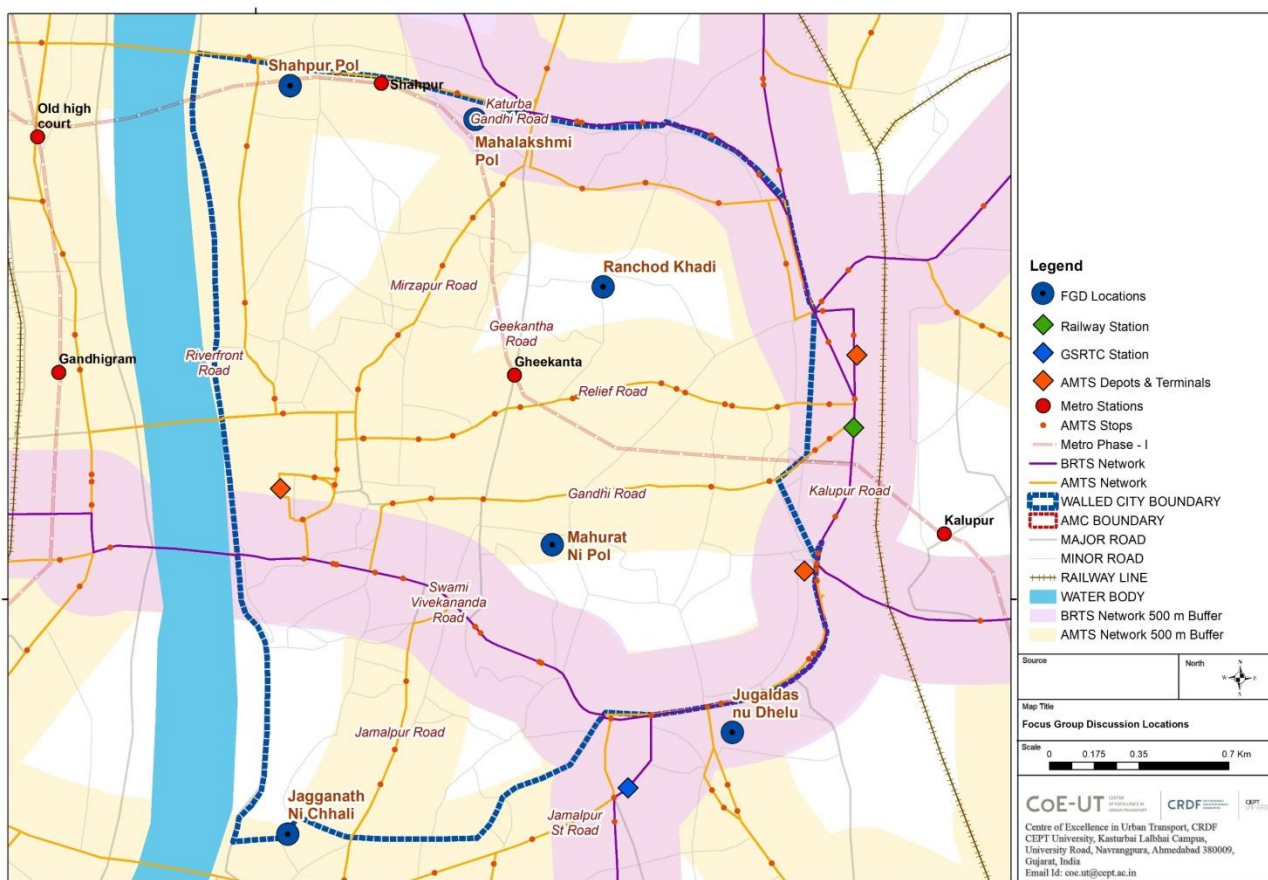 Shahpur Pol
Shahpur
Old high
court
Katurba
Gandhi Road
Mahalakshmi
Pol
Ranchod Khadi
Mirzapur Road
Geekantha
Road
Riverfront
Road
Gandhigram
Gheekanta
Relief Road
Gandhi Road
Kalupur Road
Kalupur
Mahurat
Ni Pol
Swami
Vivekananda
Road
Jugaldas
nu Dhelu
Jamalpur Road
Jagganath
Ni Chhali
Jamalpur
St Road
Legend
FGD Locations
Railway Station
GSRTC Station
AMTS Depots & Terminals
Metro Stations
AMTS Stops
Metro Phase - I
BRTS Network
AMTS Network
WALLED CITY BOUNDARY
AMC BOUNDARY
MAJOR ROAD
MINOR ROAD
RAILWAY LINE
WATER BODY
BRTS Network 500 m Buffer
AMTS Network 500 m Buffer
Source
North
N
W E
S
Map Title
Focus Group Discussion Locations
Scale
0 0.175 0.35 0.7 Km
CoE-UT CENTRE OF EXCELLENCE IN URBAN TRANSPORT CRDF CEPT
Centre of Excellence in Urban Transport, CRDF
CEPT University, Kasturbai Lalbhai Campus,
University Road, Navrangpura, Ahmedabad 380009,
Gujarat, India
Email Id: coe.ut@cept.ac.in